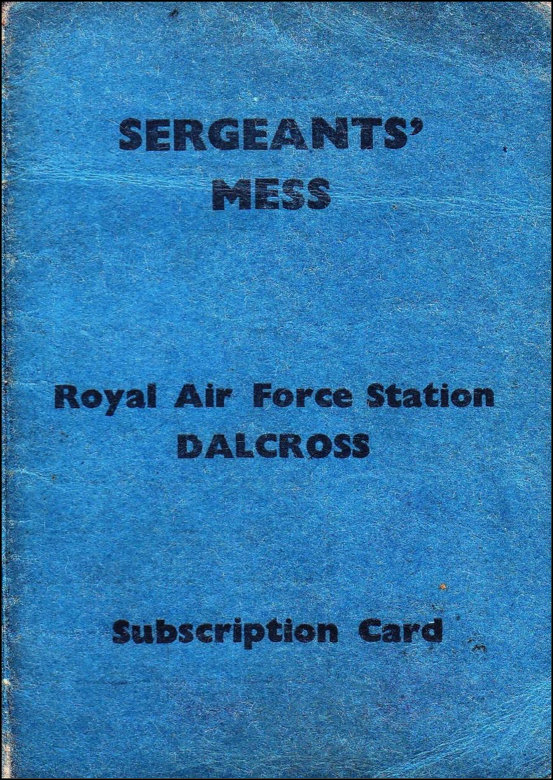 SERGEANTS'
MESS
Royal Air Force Station
DALCROSS
Subscription Card